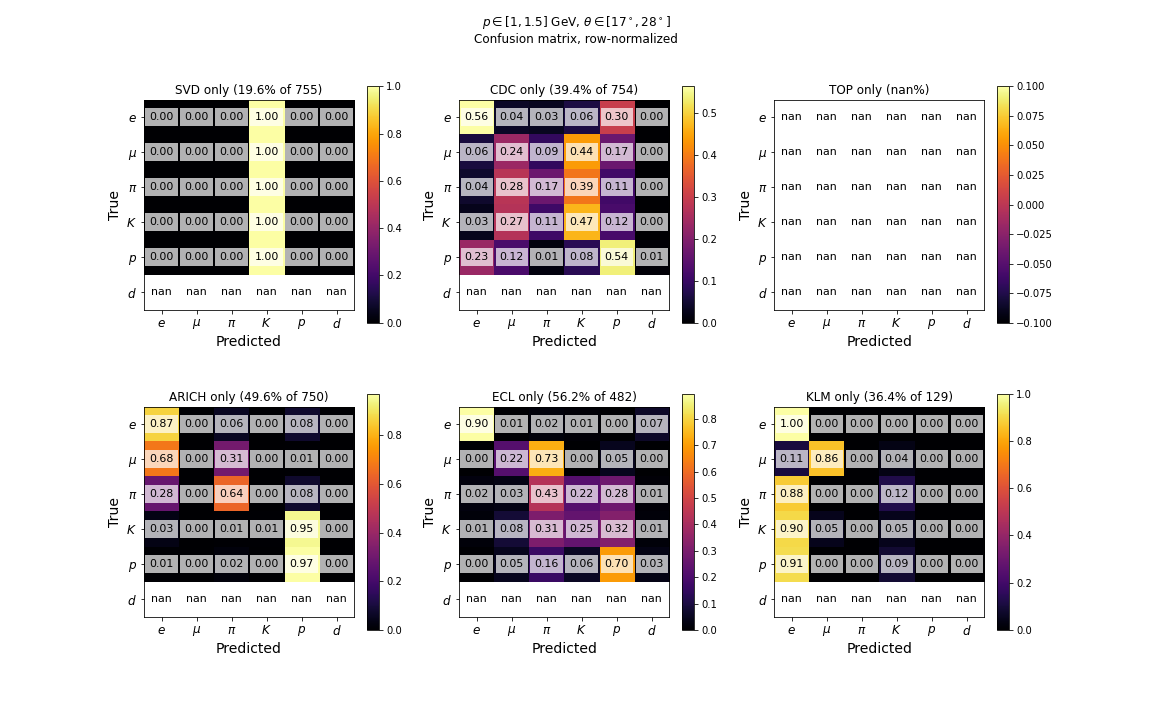 p ∈ [1, 1.5] GeV, θ ∈ [17°, 28°]
Confusion matrix, row-normalized
SVD only (19.6% of 755)
True
e 0.00 0.00 0.00 1.00 0.00 0.00
μ 0.00 0.00 0.00 1.00 0.00 0.00
π 0.00 0.00 0.00 1.00 0.00 0.00
K 0.00 0.00 0.00 1.00 0.00 0.00
p 0.00 0.00 0.00 1.00 0.00 0.00
d nan nan nan nan nan nan
e μ π K p d
Predicted
1.0
0.8
0.6
0.4
0.2
0.0
CDC only (39.4% of 754)
True
e 0.56 0.04 0.03 0.06 0.30 0.00
μ 0.06 0.24 0.09 0.44 0.17 0.00
π 0.04 0.28 0.17 0.39 0.11 0.00
K 0.03 0.27 0.11 0.47 0.12 0.00
p 0.23 0.12 0.01 0.08 0.54 0.01
d nan nan nan nan nan nan
e μ π K p d
Predicted
0.5
0.4
0.3
0.2
0.1
0.0
TOP only (nan%)
True
e nan nan nan nan nan nan
μ nan nan nan nan nan nan
π nan nan nan nan nan nan
K nan nan nan nan nan nan
p nan nan nan nan nan nan
d nan nan nan nan nan nan
e μ π K p d
Predicted
0.100
0.075
0.050
0.025
0.000
−0.025
−0.050
−0.075
−0.100
ARICH only (49.6% of 750)
True
e 0.87 0.00 0.06 0.00 0.08 0.00
μ 0.68 0.00 0.31 0.00 0.01 0.00
π 0.28 0.00 0.64 0.00 0.08 0.00
K 0.03 0.00 0.01 0.01 0.95 0.00
p 0.01 0.00 0.02 0.00 0.97 0.00
d nan nan nan nan nan nan
e μ π K p d
Predicted
0.8
0.6
0.4
0.2
0.0
ECL only (56.2% of 482)
True
e 0.90 0.01 0.02 0.01 0.00 0.07
μ 0.00 0.22 0.73 0.00 0.05 0.00
π 0.02 0.03 0.43 0.22 0.28 0.01
K 0.01 0.08 0.31 0.25 0.32 0.01
p 0.00 0.05 0.16 0.06 0.70 0.03
d nan nan nan nan nan nan
e μ π K p d
Predicted
0.8
0.7
0.6
0.5
0.4
0.3
0.2
0.1
0.0
KLM only (36.4% of 129)
True
e 1.00 0.00 0.00 0.00 0.00 0.00
μ 0.11 0.86 0.00 0.04 0.00 0.00
π 0.88 0.00 0.00 0.12 0.00 0.00
K 0.90 0.05 0.00 0.05 0.00 0.00
p 0.91 0.00 0.00 0.09 0.00 0.00
d nan nan nan nan nan nan
e μ π K p d
Predicted
1.0
0.8
0.6
0.4
0.2
0.0